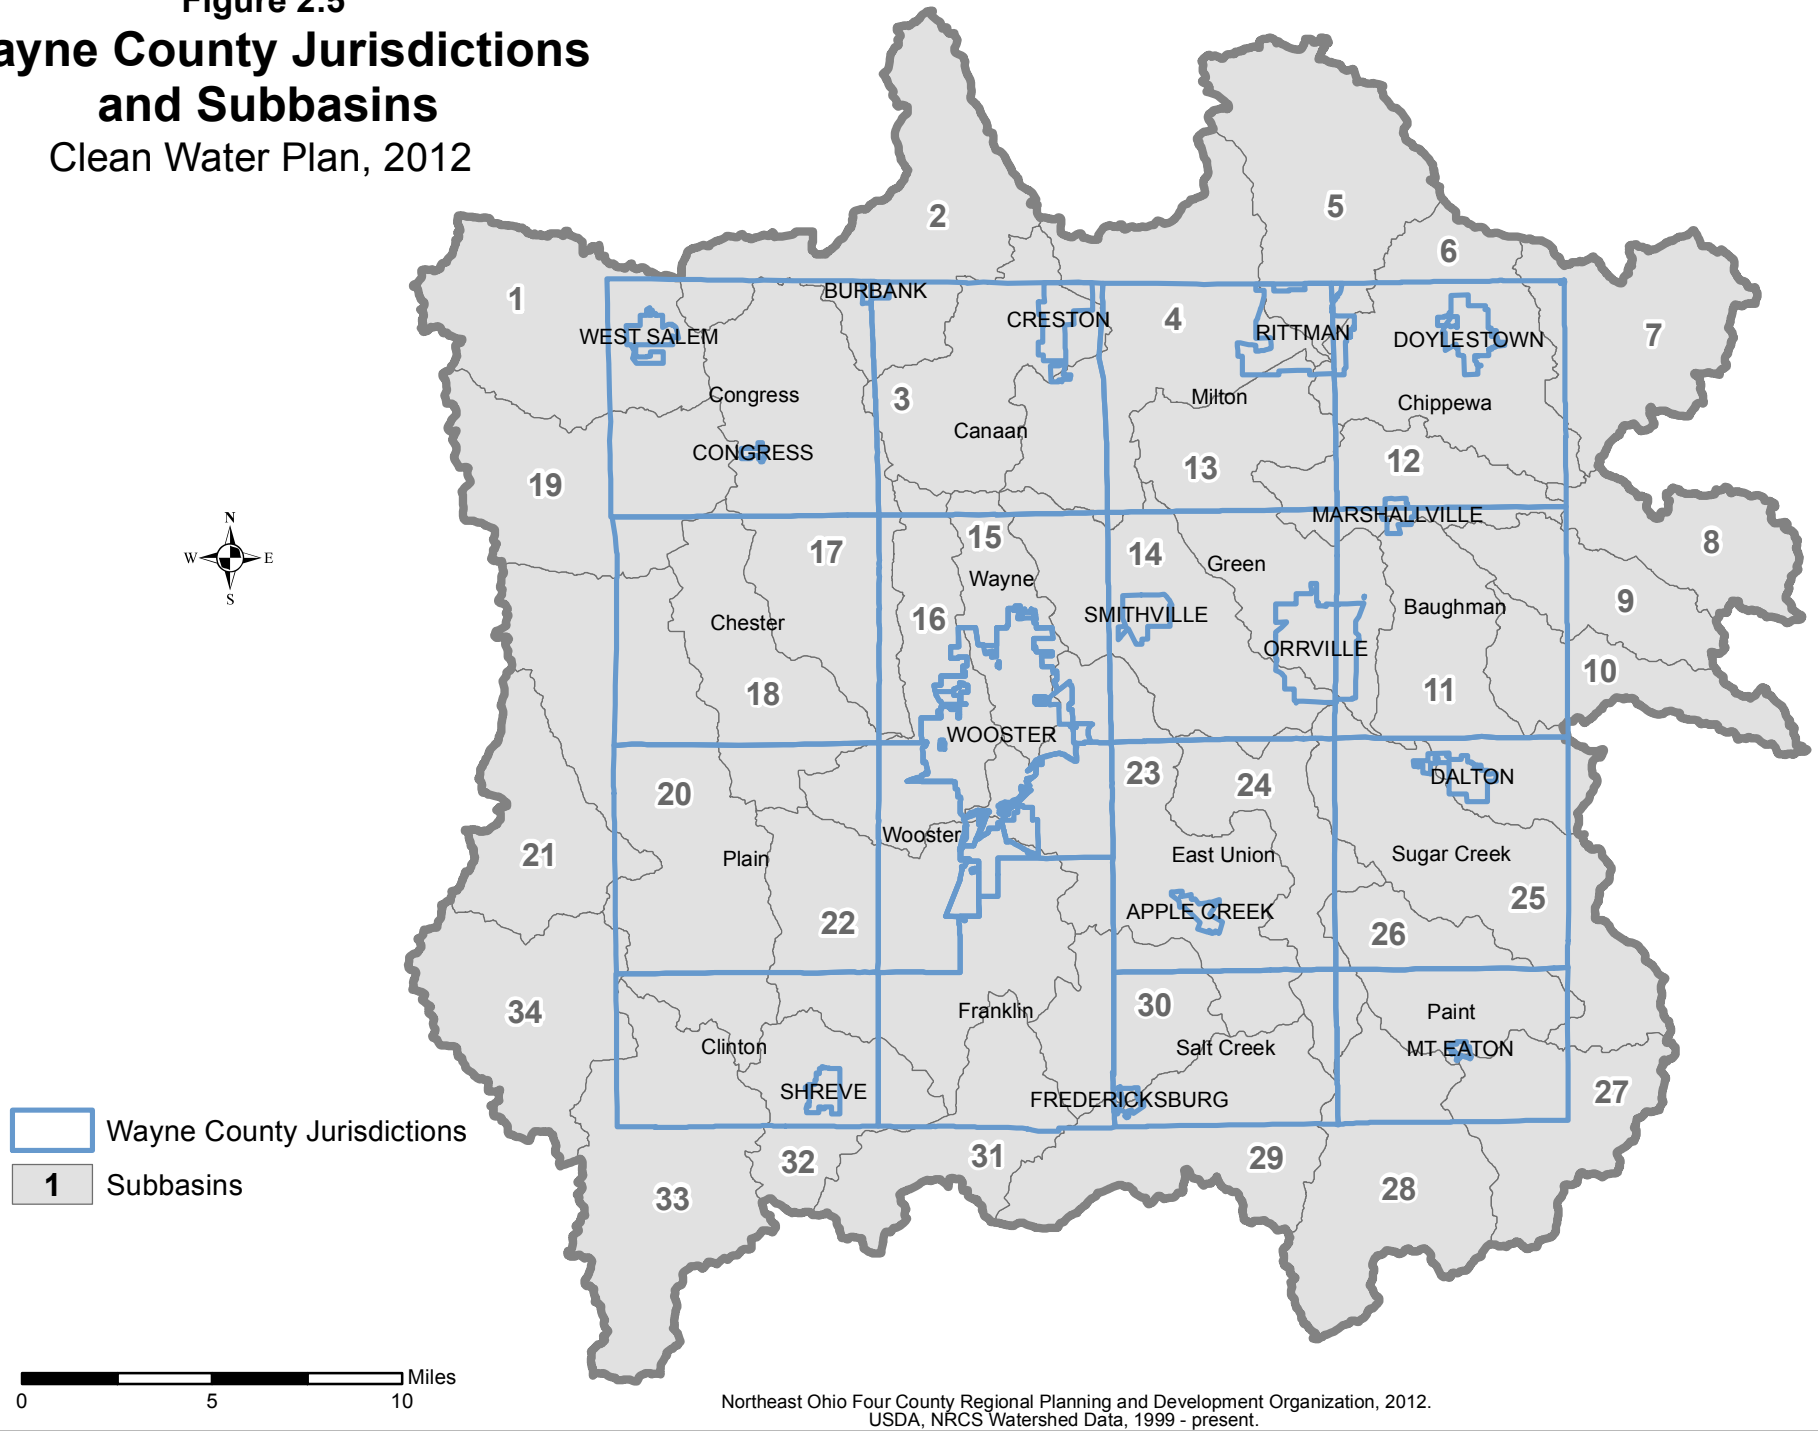 Figure 2.5
ayne County Jurisdictions
and Subbasins
Clean Water Plan, 2012
2
5
6
1
7
BURBANK
WEST SALEM
CRESTON
4
RITTMAN
DOYLESTOWN
Congress
3
Milton
Chippewa
Canaan
CONGRESS
19
13
12
MARSHALLVILLE
N
W E
S
17
15
14
8
Wayne
Green
Chester
16
SMITHVILLE
Baughman
9
ORRVILLE
10
18
11
WOOSTER
20
23
24
DALTON
Wooster
21
Plain
East Union
Sugar Creek
22
APPLE CREEK
25
26
34
Franklin
30
Paint
Clinton
Salt Creek
MT EATON
SHREVE
FREDERICKSBURG
27
Wayne County Jurisdictions
1 Subbasins
32
31
29
33
28
Miles
0 5 10
Northeast Ohio Four County Regional Planning and Development Organization, 2012.
USDA, NRCS Watershed Data, 1999 - present.